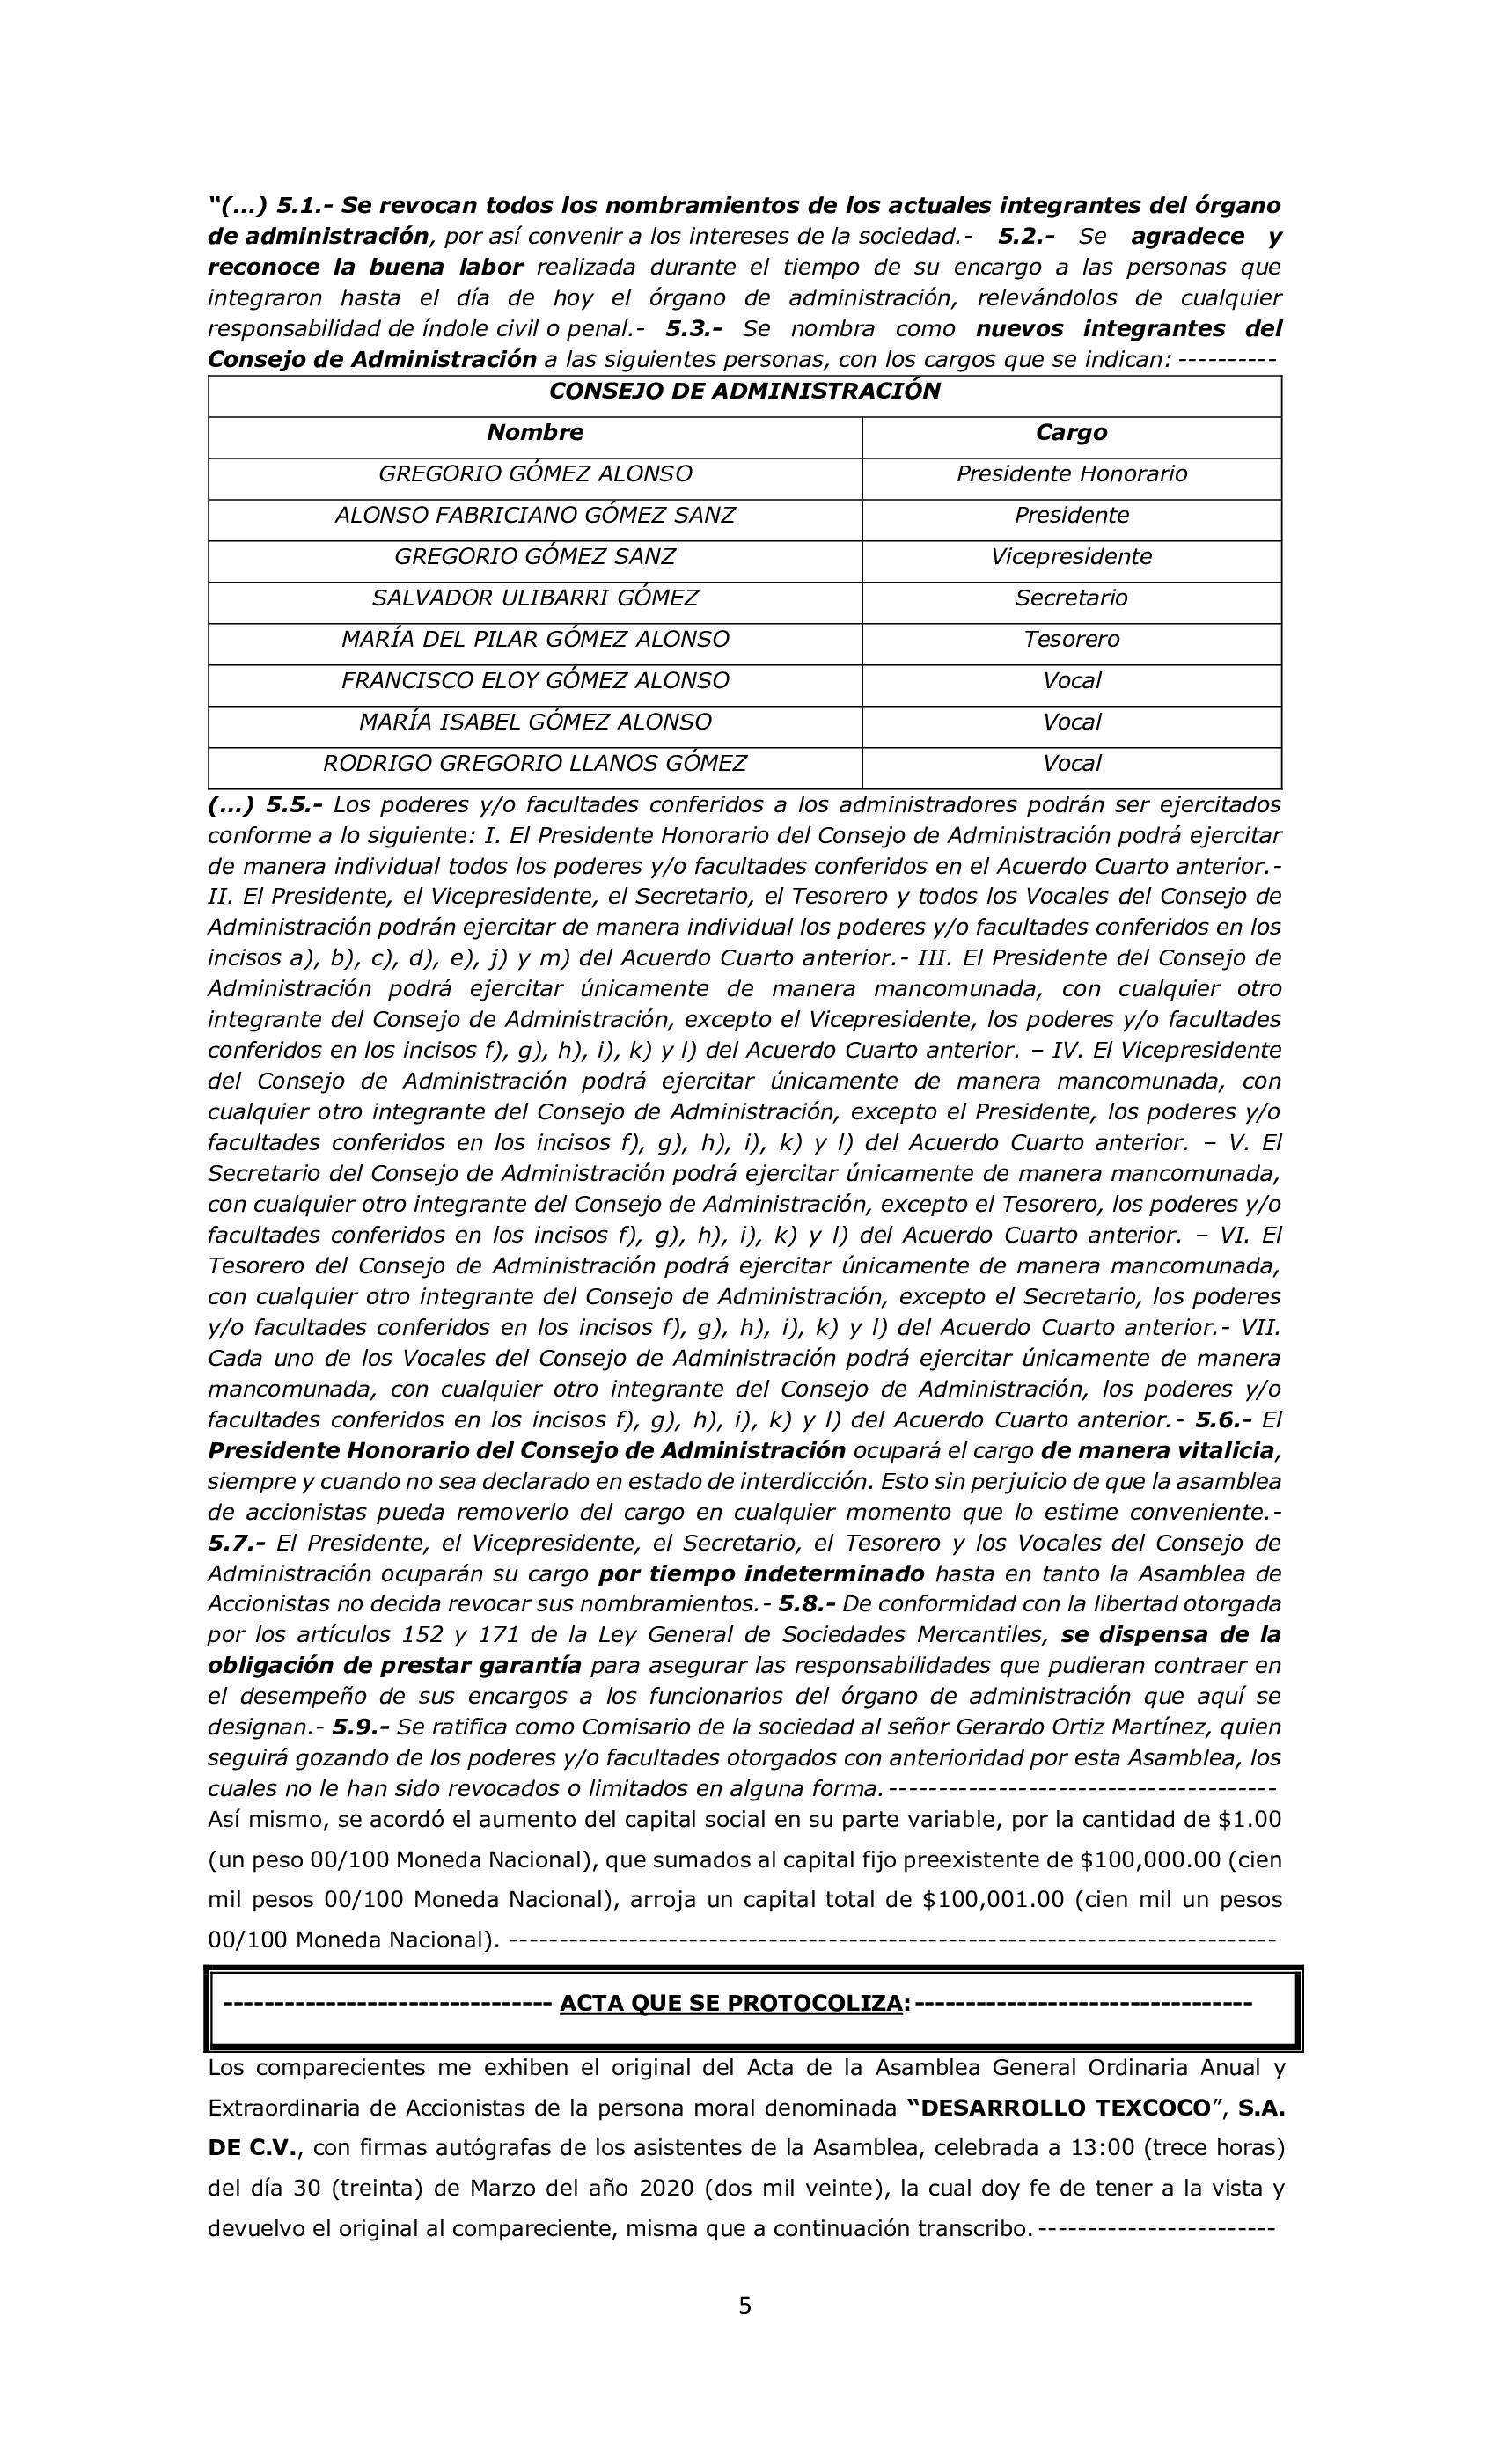 “(…) 5.1.- Se revocan todos los nombramientos de los actuales integrantes del órgano
de administración, por así convenir a los intereses de la sociedad.- 5.2.- Se agradece y
reconoce la buena labor realizada durante el tiempo de su encargo a las personas que
integraron hasta el día de hoy el órgano de administración, relevándolos de cualquier
responsabilidad de índole civil o penal.- 5.3.- Se nombra como nuevos integrantes del
Consejo de Administración a las siguientes personas, con los cargos que se indican: ----------
CONSEJO DE ADMINISTRACIÓN
Nombre Cargo
GREGORIO GÓMEZ ALONSO Presidente Honorario
ALONSO FABRICIANO GÓMEZ SANZ Presidente
GREGORIO GÓMEZ SANZ Vicepresidente
SALVADOR ULIBARRI GÓMEZ Secretario
MARÍA DEL PILAR GÓMEZ ALONSO Tesorero
FRANCISCO ELOY GÓMEZ ALONSO Vocal
MARÍA ISABEL GÓMEZ ALONSO Vocal
RODRIGO GREGORIO LLANOS GÓMEZ Vocal
(…) 5.5.- Los poderes y/o facultades conferidos a los administradores podrán ser ejercitados
conforme a lo siguiente: I. El Presidente Honorario del Consejo de Administración podrá ejercitar
de manera individual todos los poderes y/o facultades conferidos en el Acuerdo Cuarto anterior.-
II. El Presidente, el Vicepresidente, el Secretario, el Tesorero y todos los Vocales del Consejo de
Administración podrán ejercitar de manera individual los poderes y/o facultades conferidos en los
incisos a), b), c), d), e), j) y m) del Acuerdo Cuarto anterior.- III. El Presidente del Consejo de
Administración podrá ejercitar únicamente de manera mancomunada, con cualquier otro
integrante del Consejo de Administración, excepto el Vicepresidente, los poderes y/o facultades
conferidos en los incisos f), g), h), i), k) y l) del Acuerdo Cuarto anterior. – IV. El Vicepresidente
del Consejo de Administración podrá ejercitar únicamente de manera mancomunada, con
cualquier otro integrante del Consejo de Administración, excepto el Presidente, los poderes y/o
facultades conferidos en los incisos f), g), h), i), k) y l) del Acuerdo Cuarto anterior. – V. El
Secretario del Consejo de Administración podrá ejercitar únicamente de manera mancomunada,
con cualquier otro integrante del Consejo de Administración, excepto el Tesorero, los poderes y/o
facultades conferidos en los incisos f), g), h), i), k) y l) del Acuerdo Cuarto anterior. – VI. El
Tesorero del Consejo de Administración podrá ejercitar únicamente de manera mancomunada,
con cualquier otro integrante del Consejo de Administración, excepto el Secretario, los poderes
y/o facultades conferidos en los incisos f), g), h), i), k) y l) del Acuerdo Cuarto anterior.- VII.
Cada uno de los Vocales del Consejo de Administración podrá ejercitar únicamente de manera
mancomunada, con cualquier otro integrante del Consejo de Administración, los poderes y/o
facultades conferidos en los incisos f), g), h), i), k) y l) del Acuerdo Cuarto anterior.- 5.6.- El
Presidente Honorario del Consejo de Administración ocupará el cargo de manera vitalicia,
siempre y cuando no sea declarado en estado de interdicción. Esto sin perjuicio de que la asamblea
de accionistas pueda removerlo del cargo en cualquier momento que lo estime conveniente.-
5.7.- El Presidente, el Vicepresidente, el Secretario, el Tesorero y los Vocales del Consejo de
Administración ocuparán su cargo por tiempo indeterminado hasta en tanto la Asamblea de
Accionistas no decida revocar sus nombramientos.- 5.8.- De conformidad con la libertad otorgada
por los artículos 152 y 171 de la Ley General de Sociedades Mercantiles, se dispensa de la
obligación de prestar garantía para asegurar las responsabilidades que pudieran contraer en
el desempeño de sus encargos a los funcionarios del órgano de administración que aquí se
designan.- 5.9.- Se ratifica como Comisario de la sociedad al señor Gerardo Ortiz Martínez, quien
seguirá gozando de los poderes y/o facultades otorgados con anterioridad por esta Asamblea, los
cuales no le han sido revocados o limitados en alguna forma.---------------------------------------
Así mismo, se acordó el aumento del capital social en su parte variable, por la cantidad de $1.00
(un peso 00/100 Moneda Nacional), que sumados al capital fijo preexistente de $100,000.00 (cien
mil pesos 00/100 Moneda Nacional), arroja un capital total de $100,001.00 (cien mil un pesos
00/100 Moneda Nacional). -----------------------------------------------------------------------------
-------------------------------- ACTA QUE SE PROTOCOLIZA:---------------------------------
Los comparecientes me exhiben el original del Acta de la Asamblea General Ordinaria Anual y
Extraordinaria de Accionistas de la persona moral denominada “DESARROLLO TEXCOCO”, S.A.
DE C.V., con firmas autógrafas de los asistentes de la Asamblea, celebrada a 13:00 (trece horas)
del día 30 (treinta) de Marzo del año 2020 (dos mil veinte), la cual doy fe de tener a la vista y
devuelvo el original al compareciente, misma que a continuación transcribo.------------------------
5